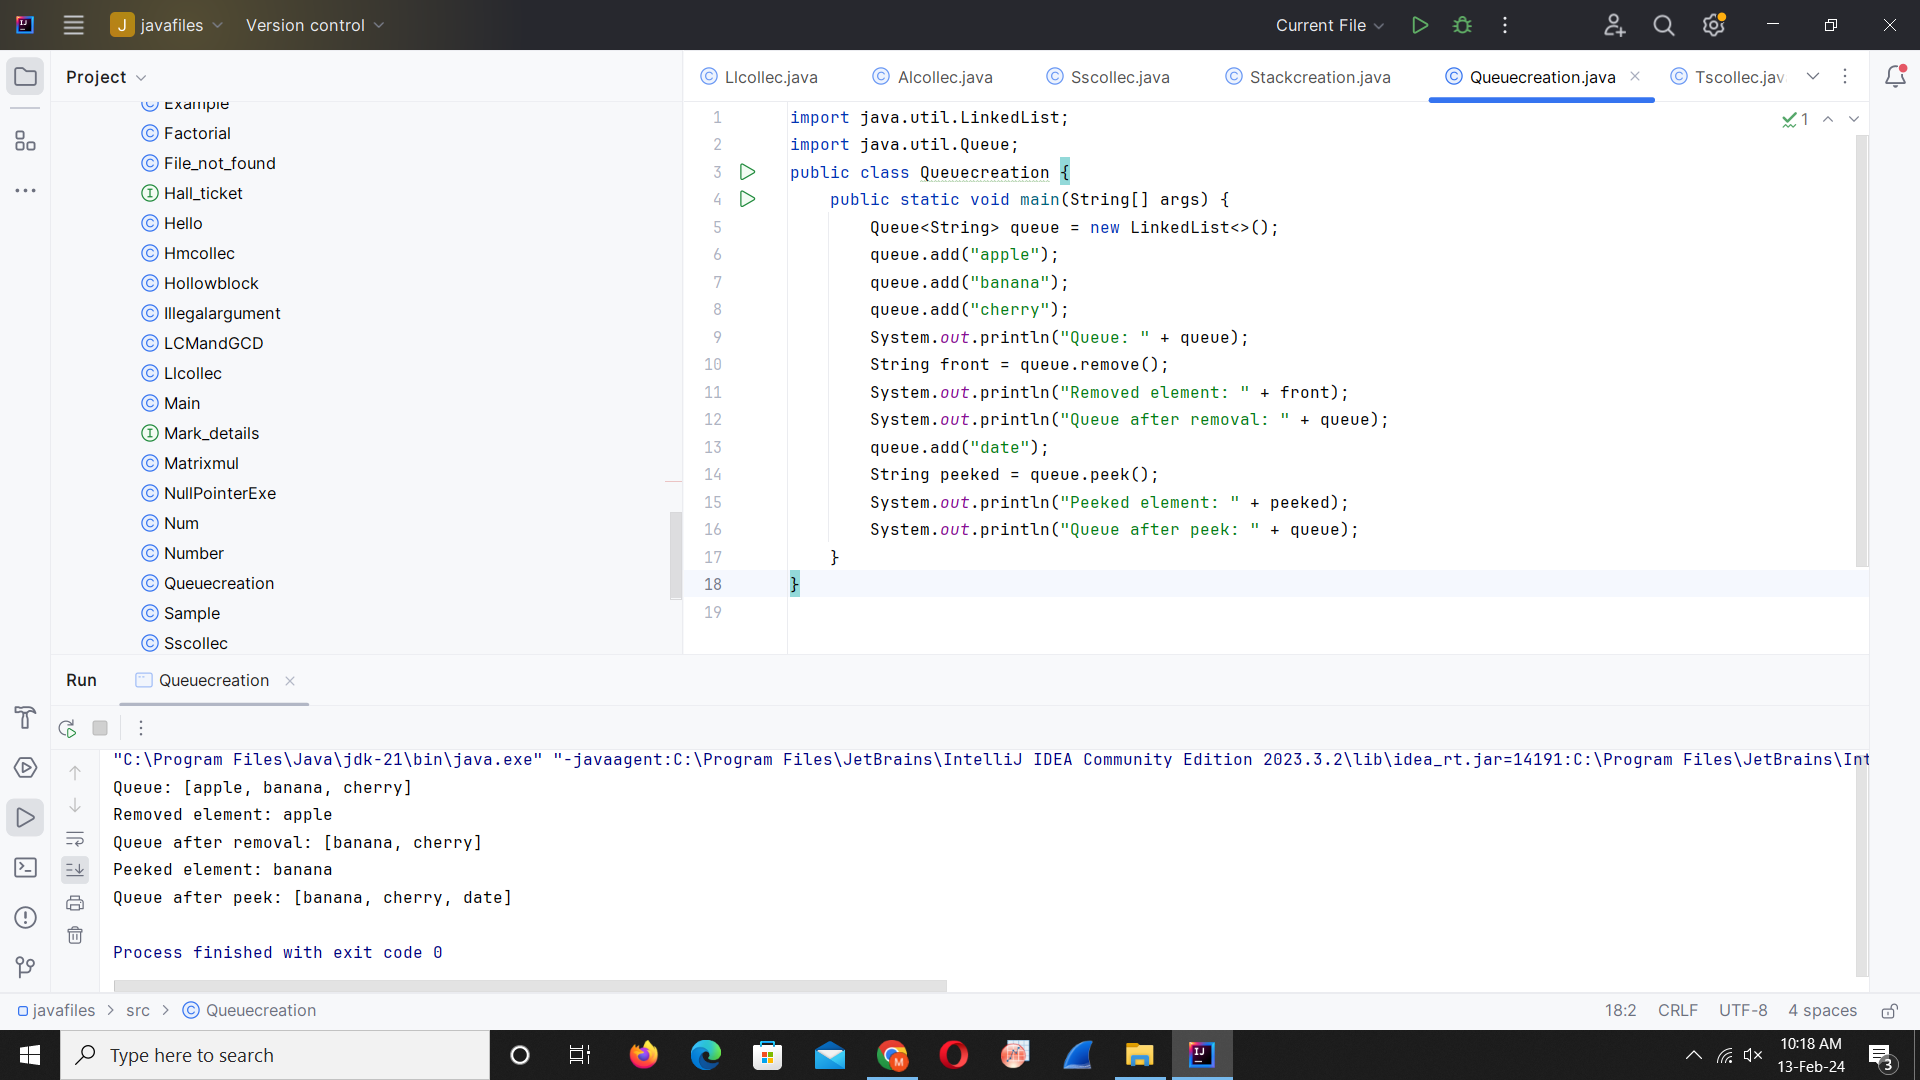 J javafiles Version control Current File
Project
Llcollec.java Alcollec.java Sscollec.java Stackcreation.java Queuecreation.java Tscollec.jav
Example
Factorial
File_not_found
Hall_ticket
Hello
Hmcollec
Hollowblock
Illegalargument
LCMandGCD
Llcollec
Main
Mark_details
Matrixmul
NullPointerExe
Num
Number
Queuecreation
Sample
Sscollec
1
1 import java.util.LinkedList;
2 import java.util.Queue;
3 public class Queuecreation {
4 public static void main(String[] args) {
5 Queue<String> queue = new LinkedList<>();
6 queue.add("apple");
7 queue.add("banana");
8 queue.add("cherry");
9 System.out.println("Queue: " + queue);
10 String front = queue.remove();
11 System.out.println("Removed element: " + front);
12 System.out.println("Queue after removal: " + queue);
13 queue.add("date");
14 String peeked = queue.peek();
15 System.out.println("Peeked element: " + peeked);
16 System.out.println("Queue after peek: " + queue);
17 }
18 }
19
Run Queuecreation
"C:\Program Files\Java\jdk-21\bin\java.exe" "-javaagent:C:\Program Files\JetBrains\IntelliJ IDEA Community Edition 2023.3.2\lib\idea_rt.jar=14191:C:\Program Files\JetBrains\Int
Queue: [apple, banana, cherry]
Removed element: apple
Queue after removal: [banana, cherry]
Peeked element: banana
Queue after peek: [banana, cherry, date]
Process finished with exit code 0
javafiles > src > Queuecreation
18:2 CRLF UTF-8 4 spaces
Type here to search
10:18 AM
13-Feb-24
3